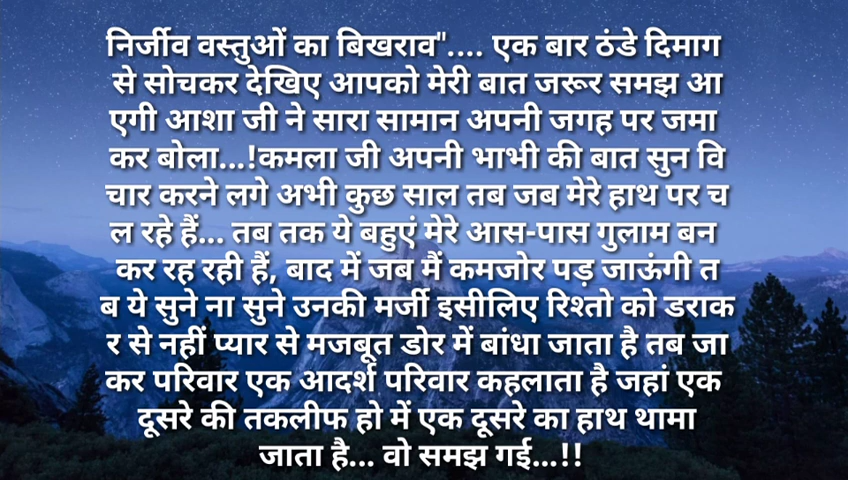 निर्जीव वस्तुओं का बिखराव".... एक बार ठंडे दिमाग
से सोचकर देखिए आपको मेरी बात जरूर समझ आ
एगी आशा जी ने सारा सामान अपनी जगह पर जमा
कर बोला...!कमला जी अपनी भाभी की बात सुन वि
चार करने लगे अभी कुछ साल तब जब मेरे हाथ पर च
ल रहे हैं... तब तक ये बहुएं मेरे आस-पास गुलाम बन
कर रह रही हैं, बाद में जब मैं कमजोर पड़ जाऊंगी त
ब ये सुने ना सुने उनकी मर्जी इसीलिए रिश्तो को डराक
र से नहीं प्यार से मजबूत डोर में बांधा जाता है तब जा
कर परिवार एक आदर्श परिवार कहलाता है जहां एक
दूसरे की तकलीफ हो में एक दूसरे का हाथ थामा
जाता है... वो समझ गई...!!